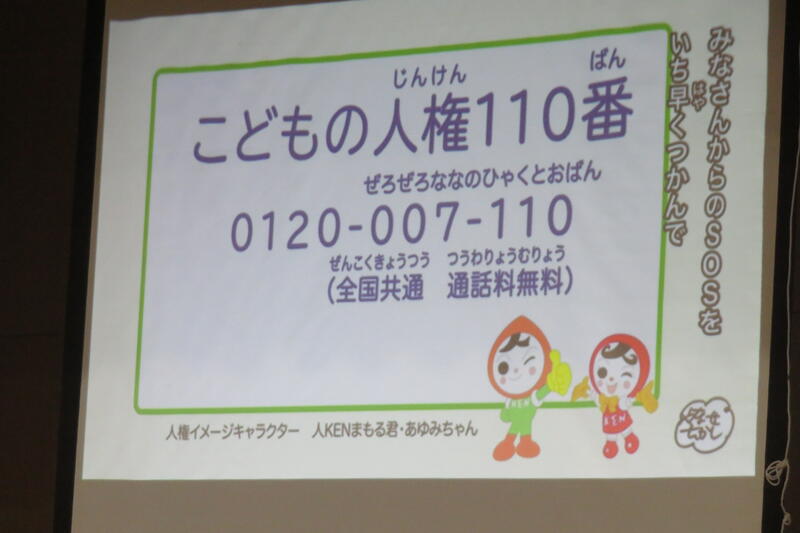 みなさんからのSOSを
いち早くつかんで
はや
じんけん ばん
こどもの人権110番
ぜろぜろななのひゃくとおばん
0120-007-110
ぜんこくきょうつう つうわりょうむりょう
(全国共通 通話料無料)
KEN
KEN
人権イメージキャラクター 人KENまもる君・あゆみちゃん